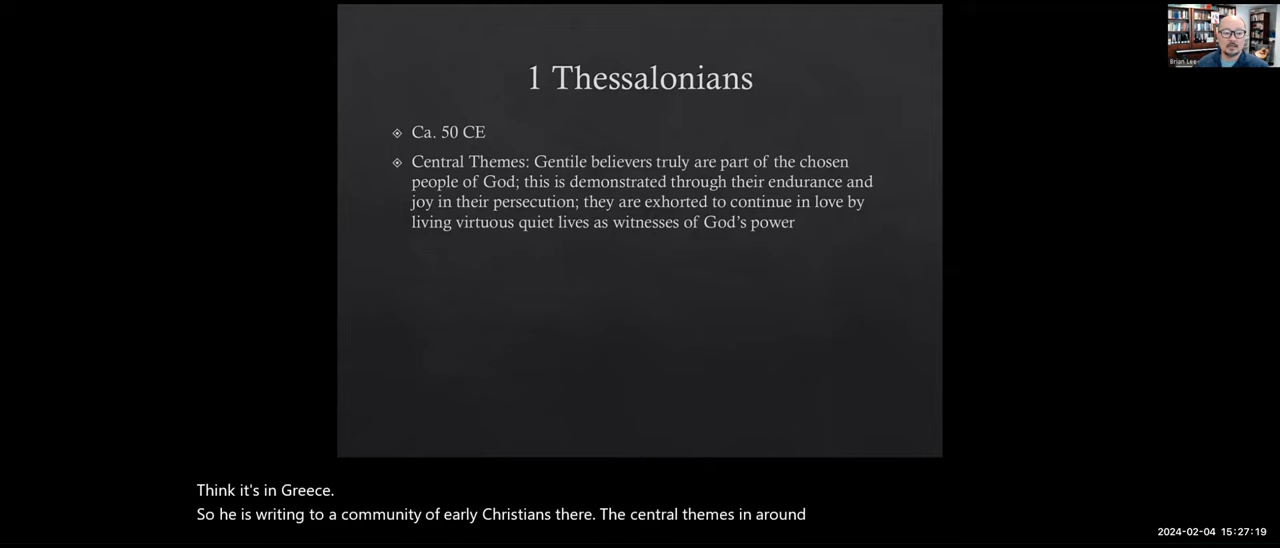 1 Thessalonians
Ca. 50 CE
Central Themes: Gentile believers truly are part of the chosen
people of God; this is demonstrated through their endurance and
joy in their persecution; they are exhorted to continue in love by
living virtuous quiet lives as witnesses of God's power
Brian Lee
Think it's in Greece.
So he is writing to a community of early Christians there. The central themes in around
2024-02-04 15:27:19